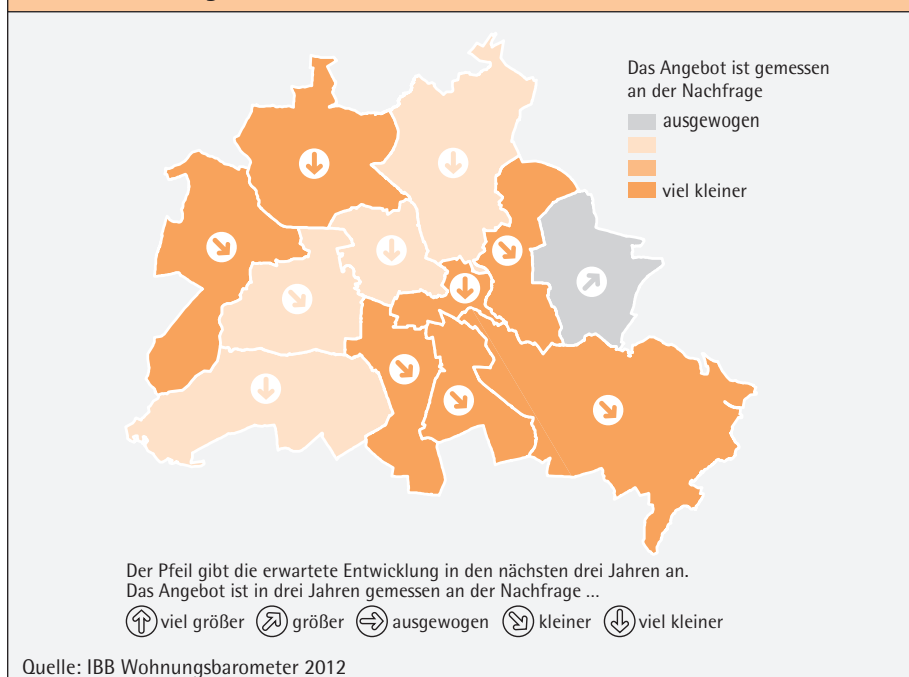 Das Angebot ist gemessen
an der Nachfrage
ausgewogen
viel kleiner
Der Pfeil gibt die erwartete Entwicklung in den nächsten drei Jahren an.
Das Angebot ist in drei Jahren gemessen an der Nachfrage ...
viel größer größer ausgewogen kleiner viel kleiner
Quelle: IBB Wohnungsbarometer 2012